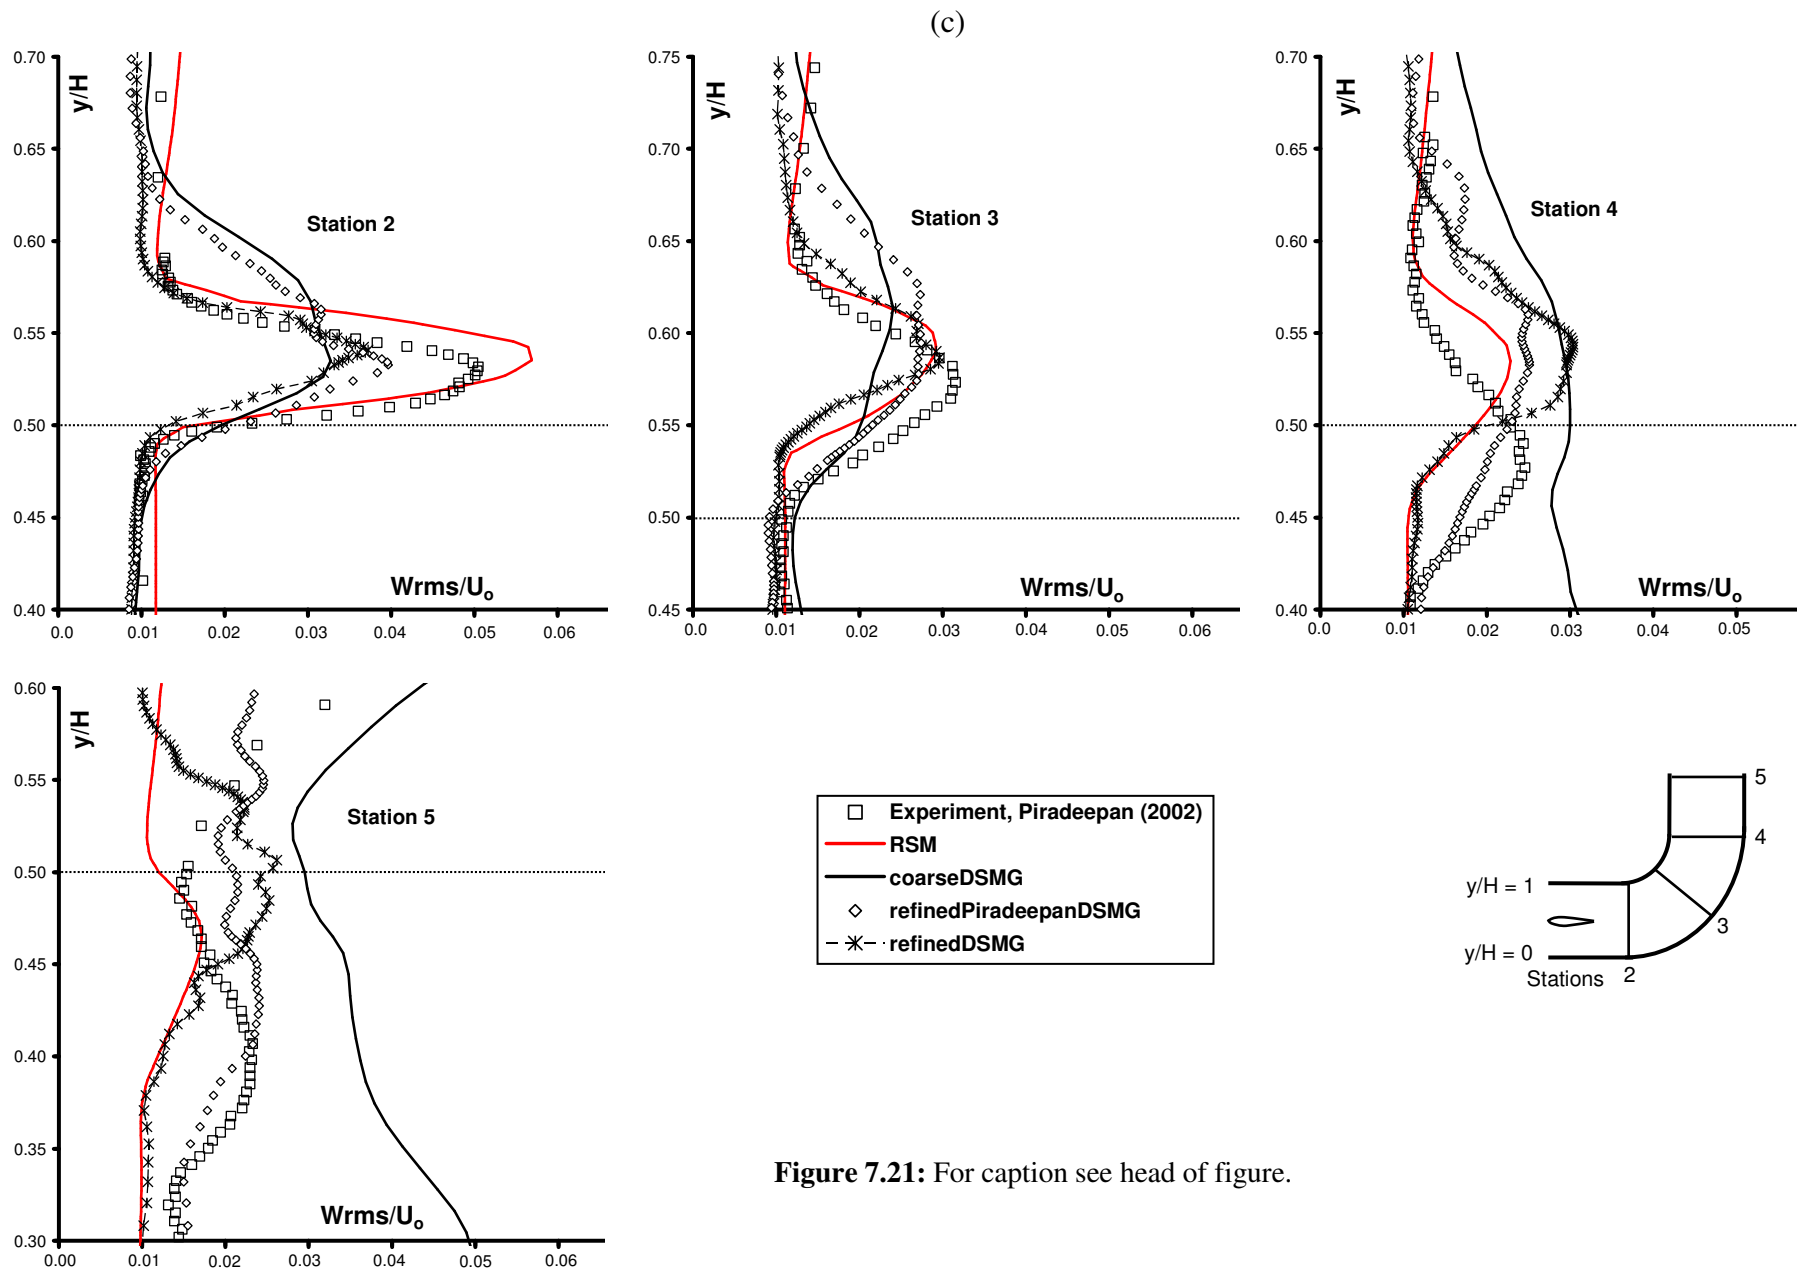 (c)
0.70
0.65
0.60
0.55
0.50
0.45
0.40
y/H
Station 2
Wrms/Uo
0.0
0.01
0.02
0.03
0.04
0.05
0.06
0.75
0.70
0.65
0.60
0.55
0.50
0.45
y/H
Station 3
Wrms/Uo
0.0
0.01
0.02
0.03
0.04
0.05
0.06
0.70
0.65
0.60
0.55
0.50
0.45
0.40
y/H
Station 4
Wrms/Uo
0.0
0.01
0.02
0.03
0.04
0.05
0.60
0.55
0.50
0.45
0.40
0.35
0.30
y/H
Station 5
Wrms/Uo
0.00
0.01
0.02
0.03
0.04
0.05
0.06
Experiment, Piradeepan (2002)
RSM
coarseDSMG
refinedPiradeepanDSMG
refinedDSMG
5
4
y/H = 1
3
y/H = 0
Stations 2
Figure 7.21: For caption see head of figure.